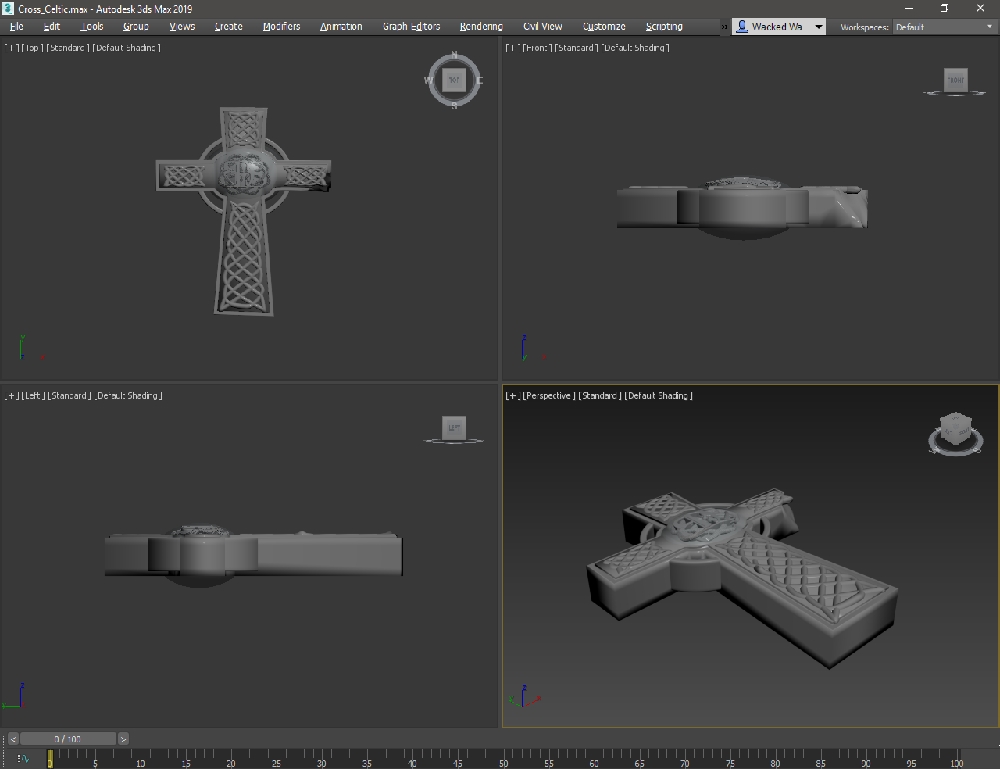 Cross_Celtic.max - Autodesk 3ds Max 2019
File Edit Tools Group Views Create Modifiers Animation Graph Editors Rendering Civil View Customize Scripting » Wacked Wa Workspaces: Default
[+] [Top] [Standard] [Default Shading]
[+] [Front] [Standard] [Default Shading]
N
W TOP E
S
FRONT
Y
Z
[+] [Left] [Standard] [Default Shading]
[+] [Perspective] [Standard] [Default Shading]
LEFT
Z
Z
< 0 / 100 >
0 5 10 15 20 25 30 35 40 45 50 55 60 65 70 75 80 85 90 95 100